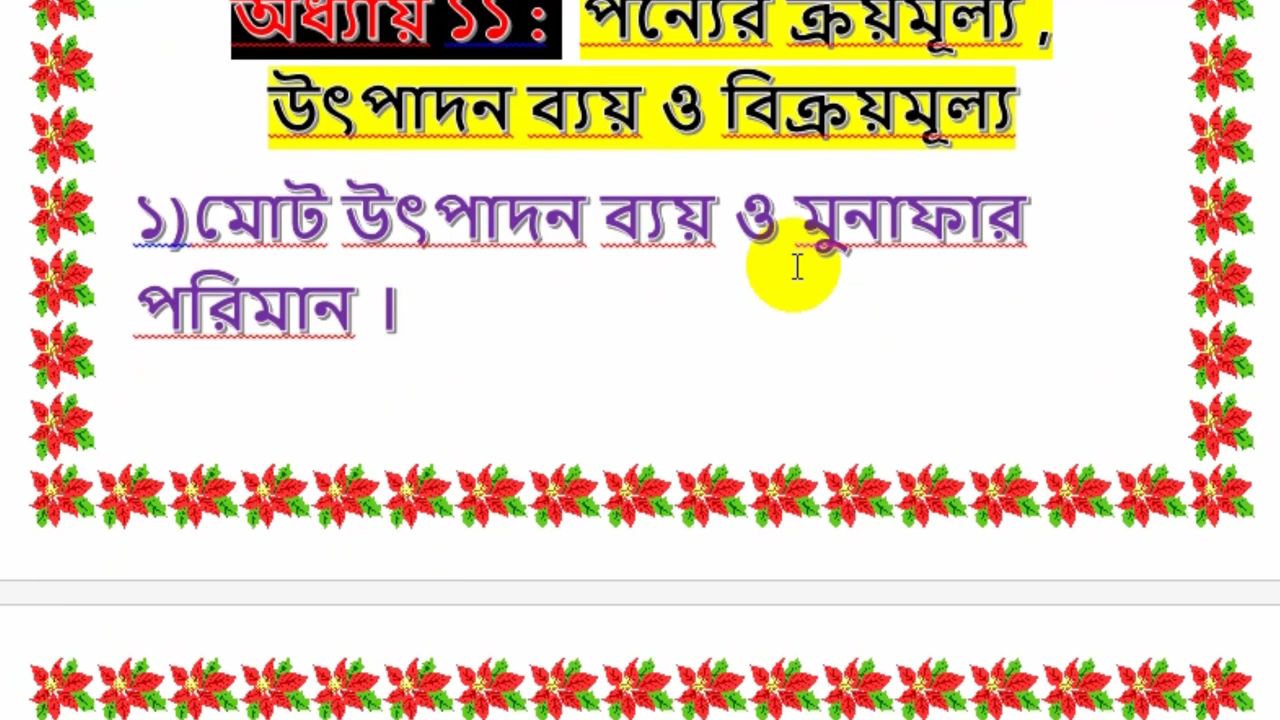 অধ্যায় ১১ : পন্যের ক্রয়মূল্য ,
উৎপাদন ব্যয় ও বিক্রয়মূল্য
১)মোট উৎপাদন ব্যয় ও মুনাফার
পরিমান ।